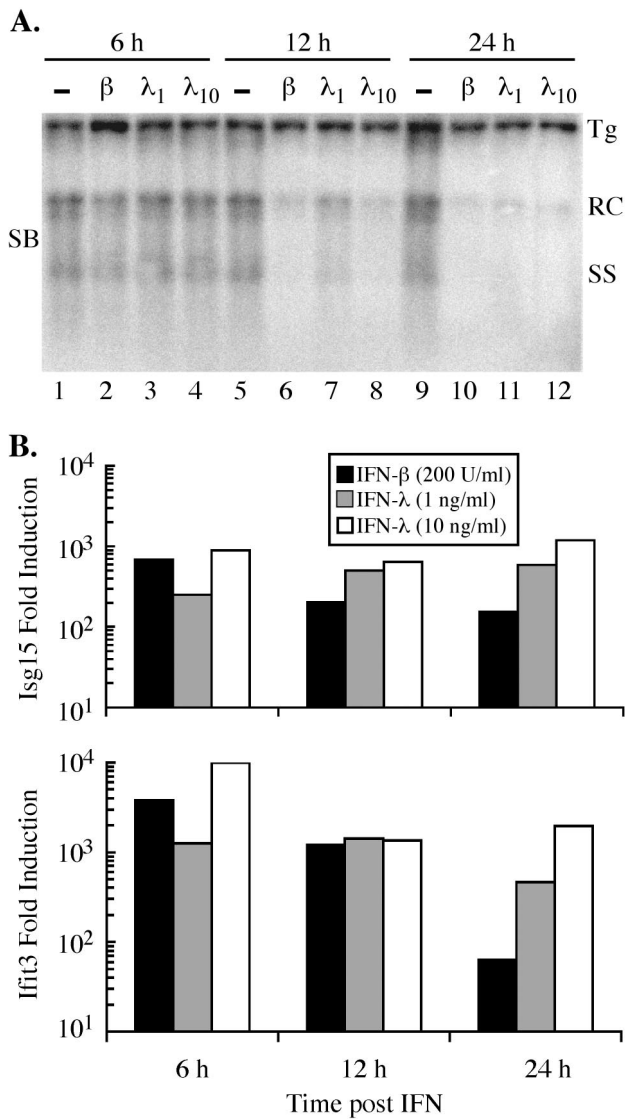 A.
6 h 12 h 24 h
– β λ1 λ10 – β λ1 λ10 – β λ1 λ10
Tg
RC
SB
SS
1 2 3 4 5 6 7 8 9 10 11 12
B.
IFN-β (200 U/ml)
IFN-λ (1 ng/ml)
IFN-λ (10 ng/ml)
Isg15 Fold Induction
10^4
10^3
10^2
10^1
Ifit3 Fold Induction
10^4
10^3
10^2
10^1
6 h 12 h 24 h
Time post IFN